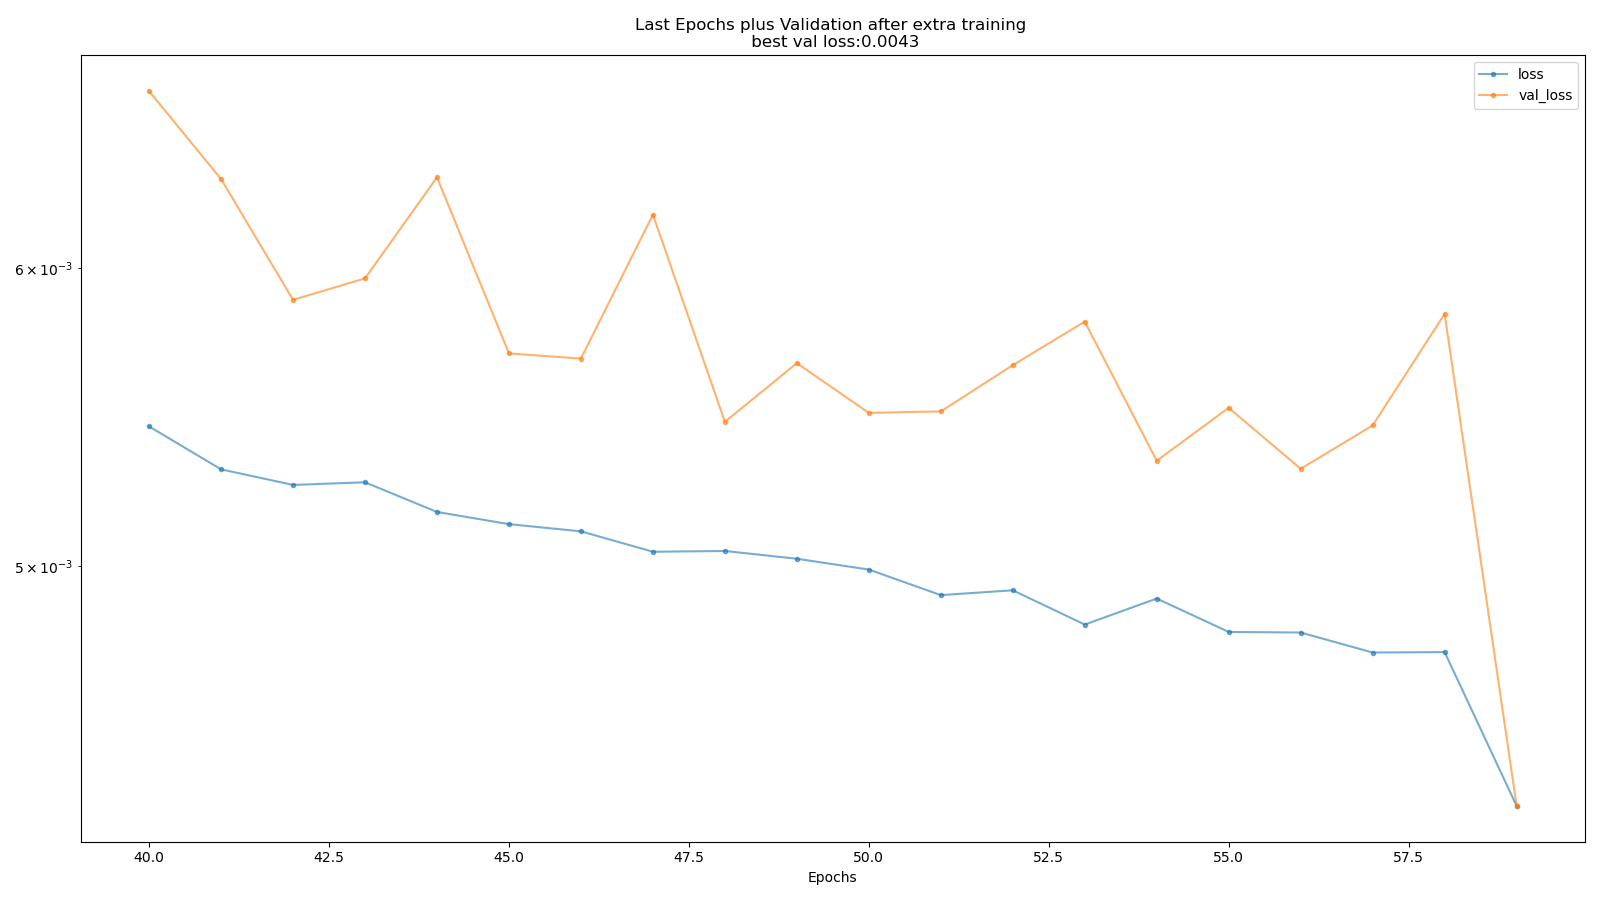 Last Epochs plus Validation after extra training
best val loss:0.0043
loss
val_loss
6 × 10⁻³
5 × 10⁻³
40.0 42.5 45.0 47.5 50.0 52.5 55.0 57.5
Epochs